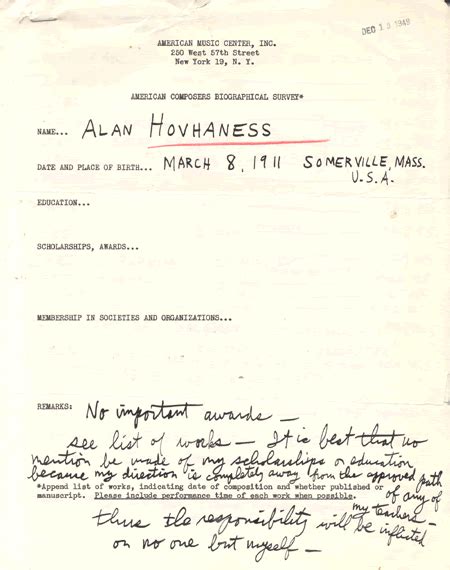 DEC 13 1948
AMERICAN MUSIC CENTER, INC.
250 West 57th Street
New York 19, N. Y.
AMERICAN COMPOSERS BIOGRAPHICAL SURVEY*
NAME... ALAN HOVHANESS
DATE AND PLACE OF BIRTH... MARCH 8, 1911 SOMERVILLE, MASS.
U.S.A.
EDUCATION...
SCHOLARSHIPS, AWARDS...
MEMBERSHIP IN SOCIETIES AND ORGANIZATIONS...
REMARKS: No important awards —
see list of works — It is best that no
mention be made of my scholarships or education
because my direction is completely away from the approved path
of any of
my teachers —
*Append list of works, indicating date of composition and whether published or
manuscript. Please include performance time of each work when possible.
thus the responsibility will be inflicted
on no one but myself —